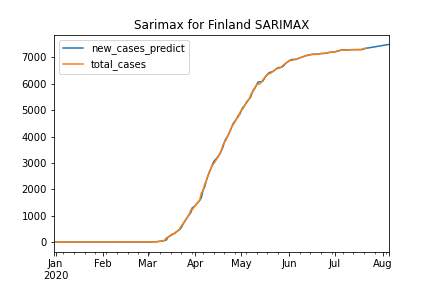 Sarimax for Finland SARIMAX
new_cases_predict
total_cases
7000
6000
5000
4000
3000
2000
1000
0
Jan Feb Mar Apr May Jun Jul Aug
2020